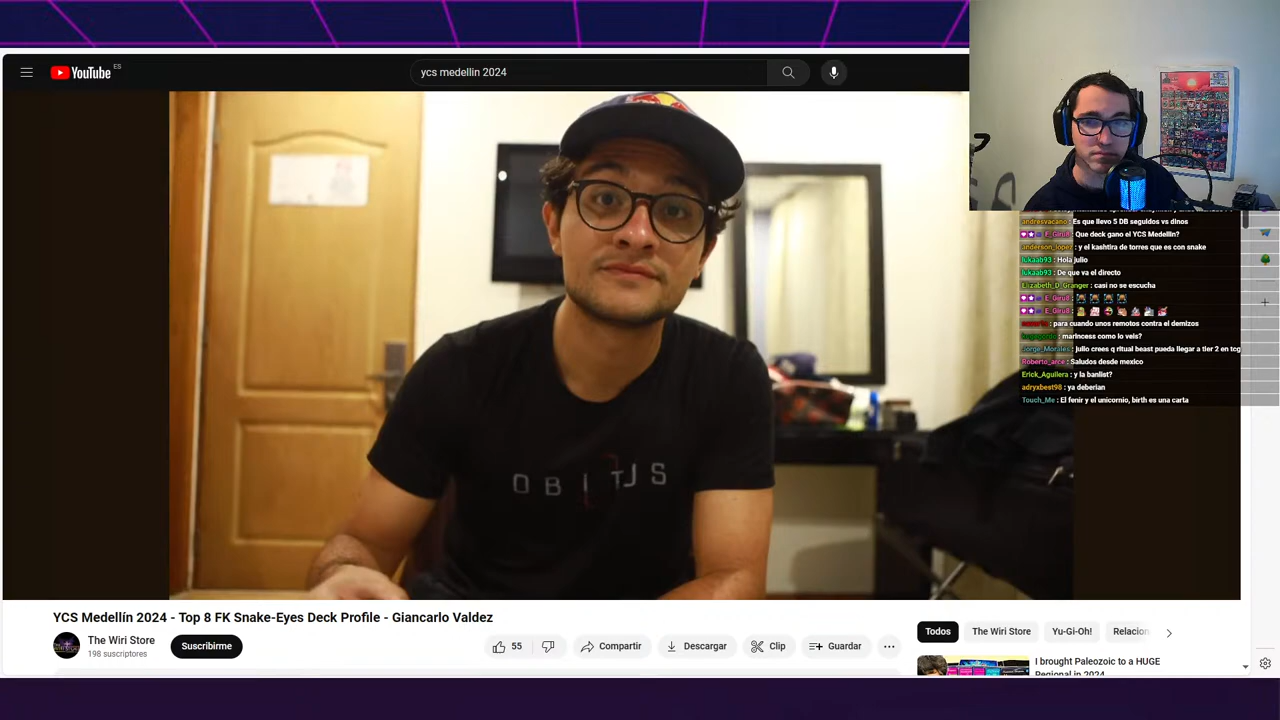 YouTube ES
ycs medellin 2024
OBITUS
andresvacano : Es que llevo 5 DB seguidos vs dinos
E_Giru8 : Que deck gano el YCS Medellin?
anderson_lopez : y el kashtira de torres que es con snake
lukaab93 : Hola julio
lukaab93 : De que va el directo
Elizabeth_D_Granger : casi no se escucha
E_Giru8 :
E_Giru8 :
: para cuando unos remotos contra el demizos
: marincess como lo veis?
Jorge_Morales : julio crees q ritual beast pueda llegar a tier 2 en tcg
Roberto_arce : Saludos desde mexico
Erick_Aguilera : y la banlist?
adryxbest98 : ya deberian
Touch_Me : El fenir y el unicornio, birth es una carta
YCS Medellín 2024 - Top 8 FK Snake-Eyes Deck Profile - Giancarlo Valdez
The Wiri Store
198 suscriptores
Suscribirme
55
Compartir
Descargar
Clip
Guardar
Todos
The Wiri Store
Yu-Gi-Oh!
Relacion
I brought Paleozoic to a HUGE
Regional in 2024